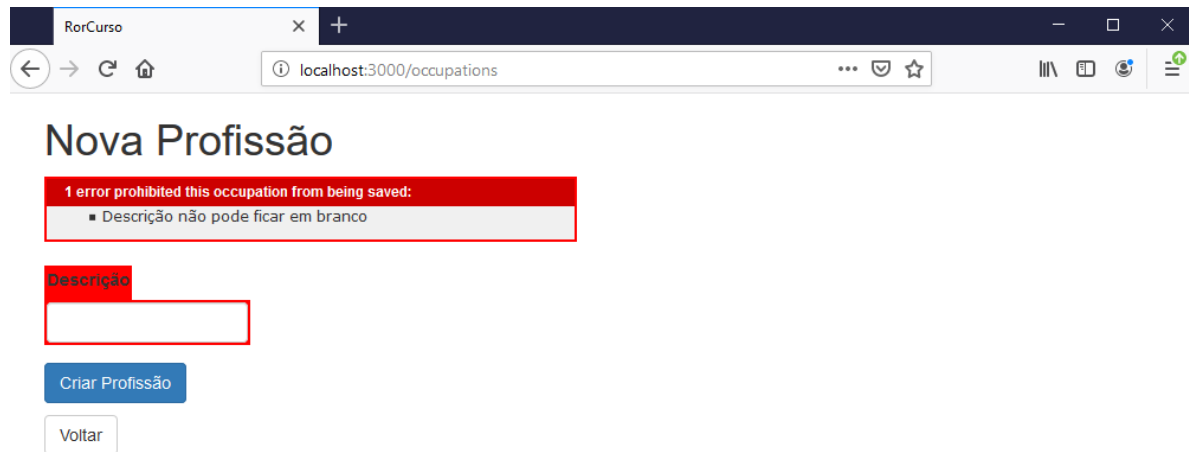 RorCurso
localhost:3000/occupations
Nova Profissão
1 error prohibited this occupation from being saved:
Descrição não pode ficar em branco
Descrição
Criar Profissão
Voltar